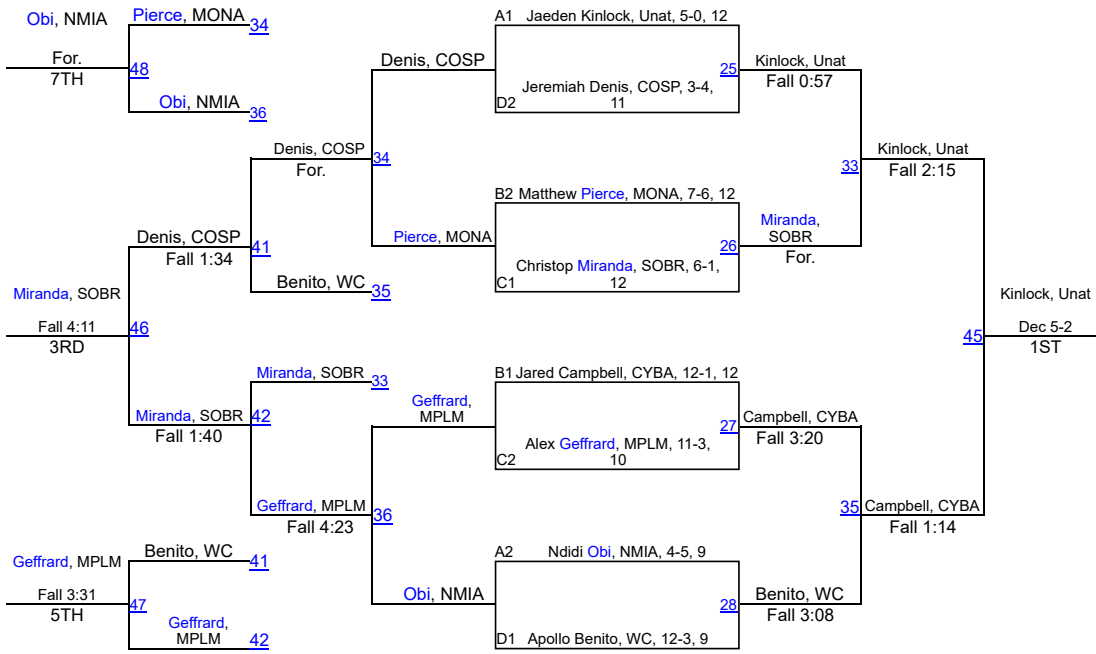 Obi, NMIA
Pierce, MONA
34
For.
7TH
48
Obi, NMIA
36
Denis, COSP
A1 Jaeden Kinlock, Unat, 5-0, 12
25
Jeremiah Denis, COSP, 3-4,
11
D2
Kinlock, Unat
Fall 0:57
Denis, COSP
For.
34
33
Kinlock, Unat
Fall 2:15
B2 Matthew Pierce, MONA, 7-6, 12
Pierce, MONA
26
Christop Miranda, SOBR, 6-1,
12
C1
Miranda,
SOBR
For.
Denis, COSP
Fall 1:34
41
Benito, WC
35
Miranda, SOBR
Fall 4:11
3RD
46
Kinlock, Unat
45
Dec 5-2
1ST
Miranda, SOBR
33
Miranda, SOBR
Fall 1:40
42
Geffrard,
MPLM
B1 Jared Campbell, CYBA, 12-1, 12
27
Alex Geffrard, MPLM, 11-3,
10
C2
Campbell, CYBA
Fall 3:20
Geffrard, MPLM
Fall 4:23
36
35
Campbell, CYBA
Fall 1:14
Geffrard, MPLM
Benito, WC
41
Fall 3:31
5TH
47
Geffrard,
MPLM
42
Obi, NMIA
A2 Ndidi Obi, NMIA, 4-5, 9
28
D1 Apollo Benito, WC, 12-3, 9
Benito, WC
Fall 3:08